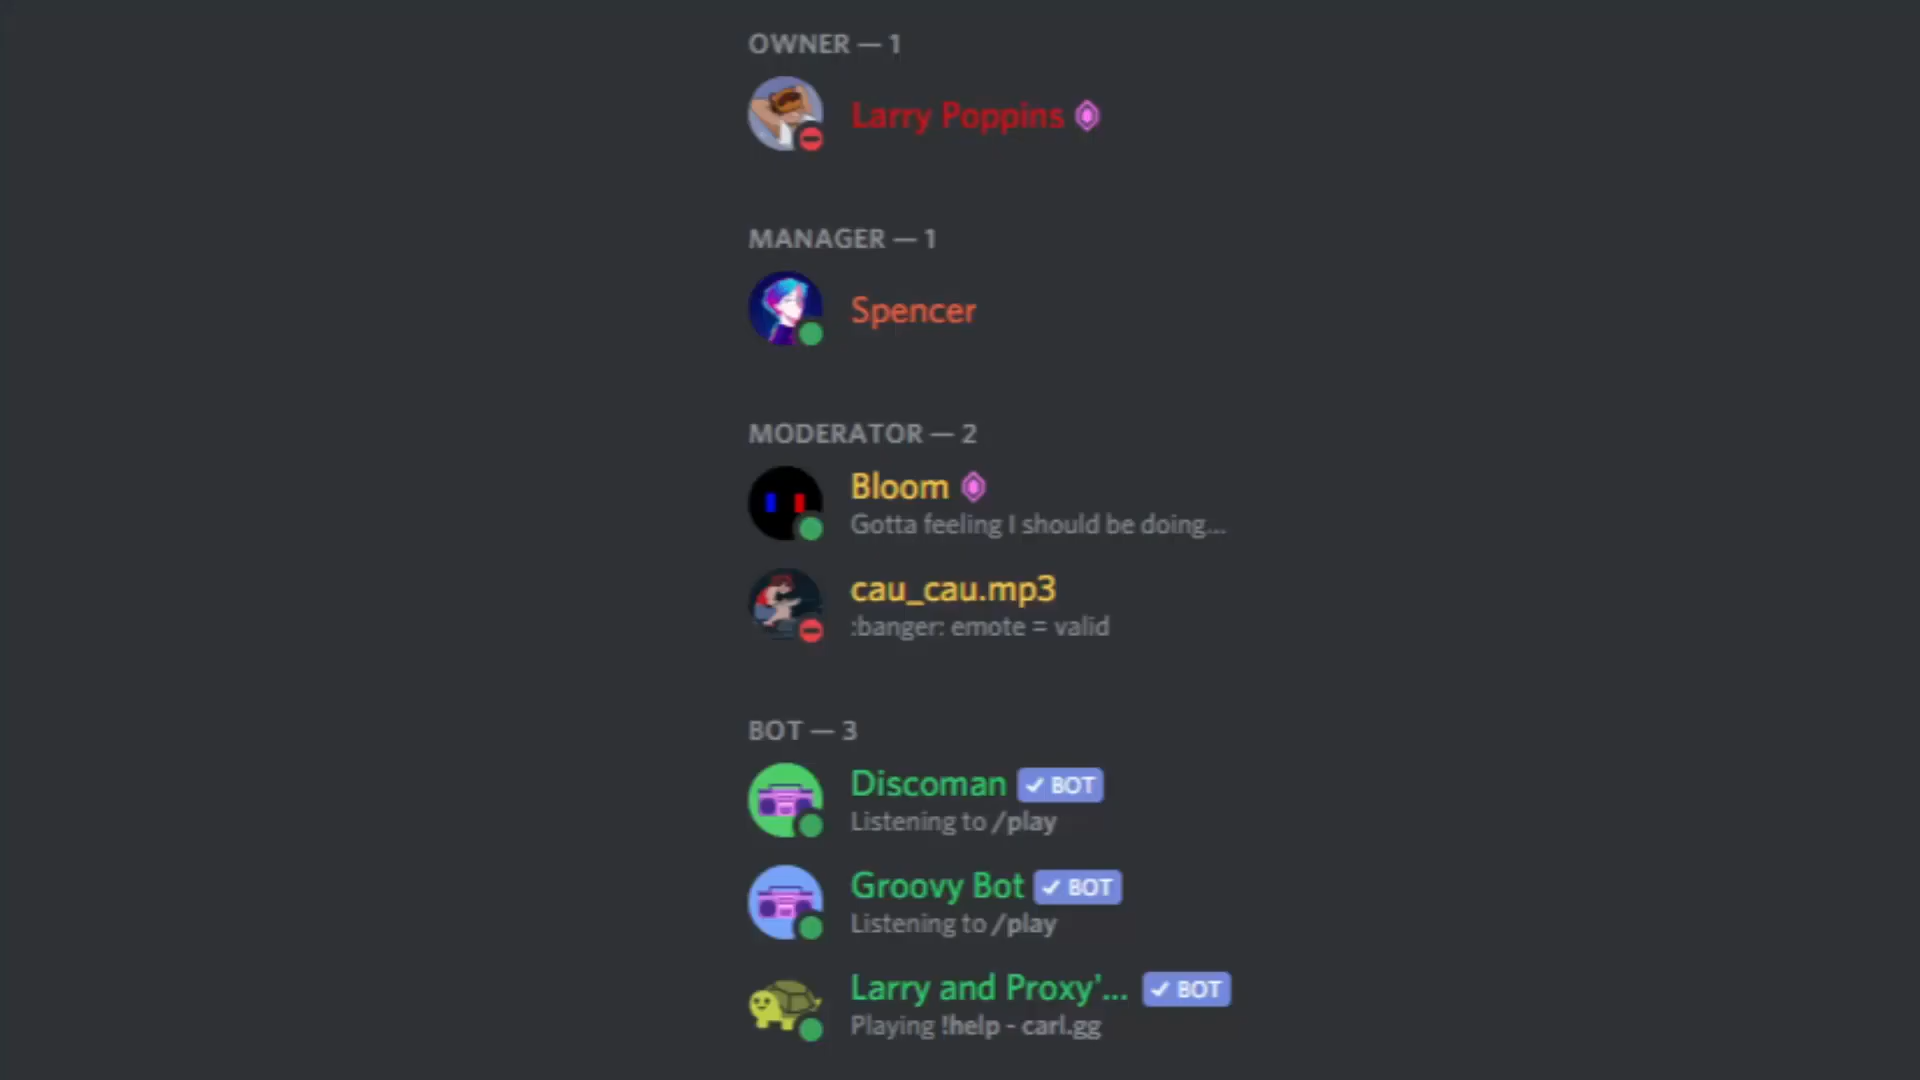 OWNER — 1
Larry Poppins
MANAGER — 1
Spencer
MODERATOR — 2
Bloom
Gotta feeling I should be doing...
cau_cau.mp3
:banger: emote = valid
BOT — 3
Discoman ✓ BOT
Listening to /play
Groovy Bot ✓ BOT
Listening to /play
Larry and Proxy'... ✓ BOT
Playing !help - carl.gg